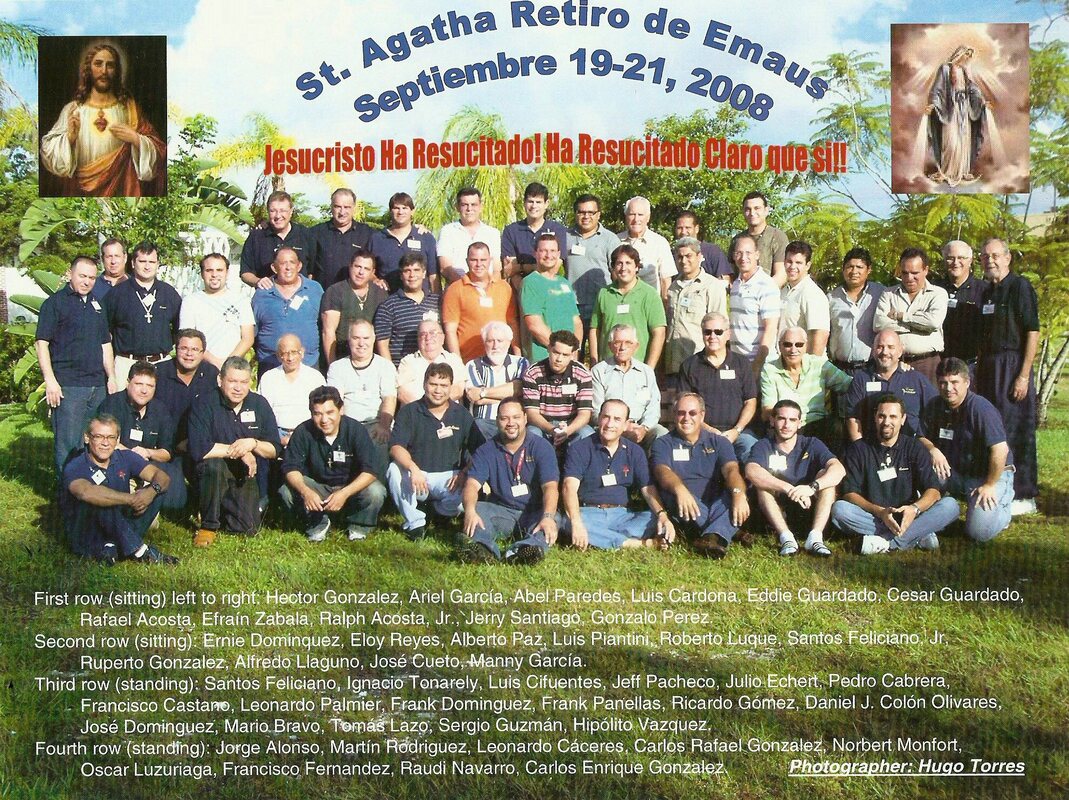 St. Agatha Retiro de Emaus
Septiembre 19-21, 2008
Jesucristo Ha Resucitado! Ha Resucitado Claro que si!!
First row (sitting) left to right: Hector Gonzalez, Ariel García, Abel Paredes, Luis Cardona, Eddie Guardado, Cesar Guardado,
Rafael Acosta, Efraín Zabala, Ralph Acosta, Jr., Jerry Santiago, Gonzalo Perez.
Second row (sitting): Ernie Dominquez, Eloy Reyes, Alberto Paz, Luis Piantini, Roberto Luque, Santos Feliciano, Jr,
Ruperto Gonzalez, Alfredo Llaguno, José Cueto, Manny García.
Third row (standing): Santos Feliciano, Ignacio Tonarely, Luis Cifuentes, Jeff Pacheco, Julio Echert, Pedro Cabrera,
Francisco Castano, Leonardo Palmier, Frank Dominguez, Frank Panellas, Ricardo Gómez, Daniel J. Colón Olivares,
José Dominguez, Mario Bravo, Tomás Lazo, Sergio Guzmán, Hipólito Vazquez.
Fourth row (standing): Jorge Alonso, Martín Rodriguez, Leonardo Cáceres, Carlos Rafael Gonzalez, Norbert Monfort,
Oscar Luzuriaga, Francisco Fernandez, Raudi Navarro, Carlos Enrique Gonzalez.
Photographer: Hugo Torres